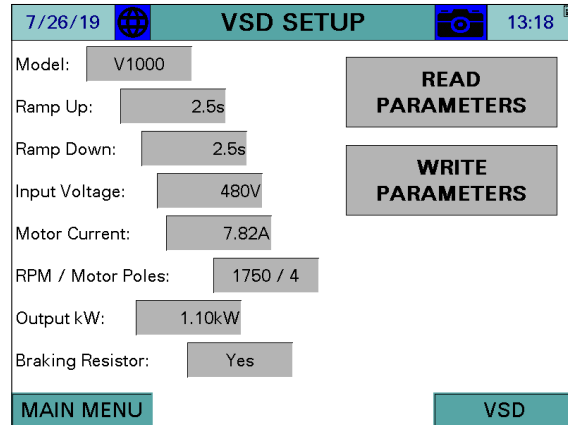 7/26/19 VSD SETUP 13:18
Model: V1000
READ
PARAMETERS
Ramp Up: 2.5s
Ramp Down: 2.5s
WRITE
PARAMETERS
Input Voltage: 480V
Motor Current: 7.82A
RPM / Motor Poles: 1750 / 4
Output kW: 1.10kW
Braking Resistor: Yes
MAIN MENU VSD